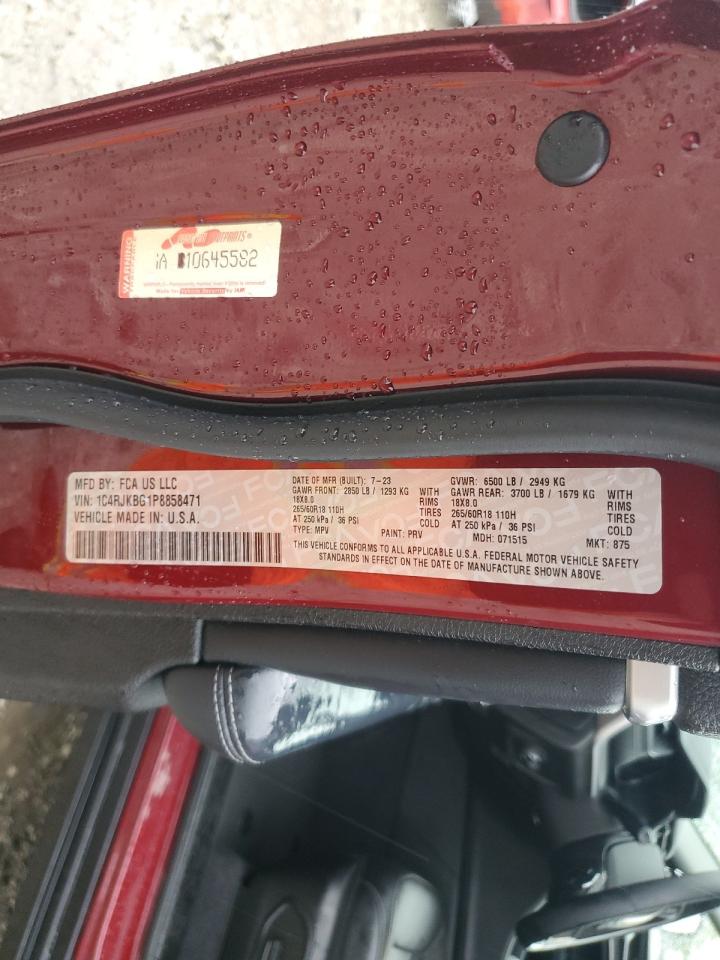 WARNING
FOOTPRINTS®
10645582
MFD BY: FCA US LLC
VIN: 1C4RJKBG1P8858471
VEHICLE MADE IN U.S.A.
DATE OF MFR (BUILT): 7-23 GVWR: 6500 LB / 2949 KG
GAWR FRONT: 2850 LB / 1293 KG GAWR REAR: 3700 LB / 1679 KG
18X8.0 RIMS 18X8.0 RIMS
265/60R18 110H TIRES 265/60R18 110H TIRES
AT 250 kPa / 36 PSI COLD AT 250 kPa / 36 PSI COLD
TYPE: MPV PAINT: PRV MDH: 071515 MKT: 875
THIS VEHICLE CONFORMS TO ALL APPLICABLE U.S.A. FEDERAL MOTOR VEHICLE SAFETY
STANDARDS IN EFFECT ON THE DATE OF MANUFACTURE SHOWN ABOVE.